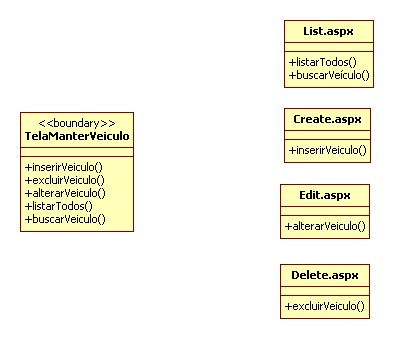 <<boundary>>
TelaManterVeiculo
+inserirVeiculo()
+excluirVeiculo()
+alterarVeiculo()
+listarTodos()
+buscarVeiculo()
List.aspx
+listarTodos()
+buscarVeículo()
Create.aspx
+inserirVeiculo()
Edit.aspx
+alterarVeiculo()
Delete.aspx
+excluirVeiculo()